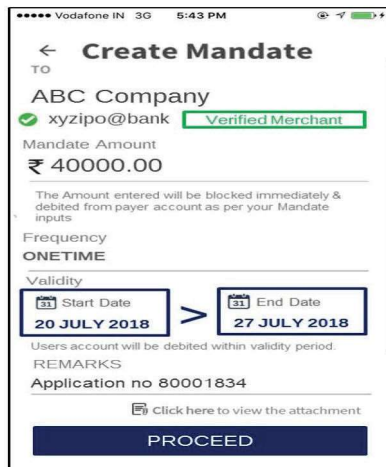 Vodafone IN 3G 5:43 PM
← Create Mandate
TO
ABC Company
xyzipo@bank Verified Merchant
Mandate Amount
₹ 40000.00
The Amount entered will be blocked immediately &
debited from payer account as per your Mandate
inputs
Frequency
ONETIME
Validity
31 Start Date > 31 End Date
20 JULY 2018 27 JULY 2018
Users account will be debited within validity period.
REMARKS
Application no 80001834
Click here to view the attachment
PROCEED